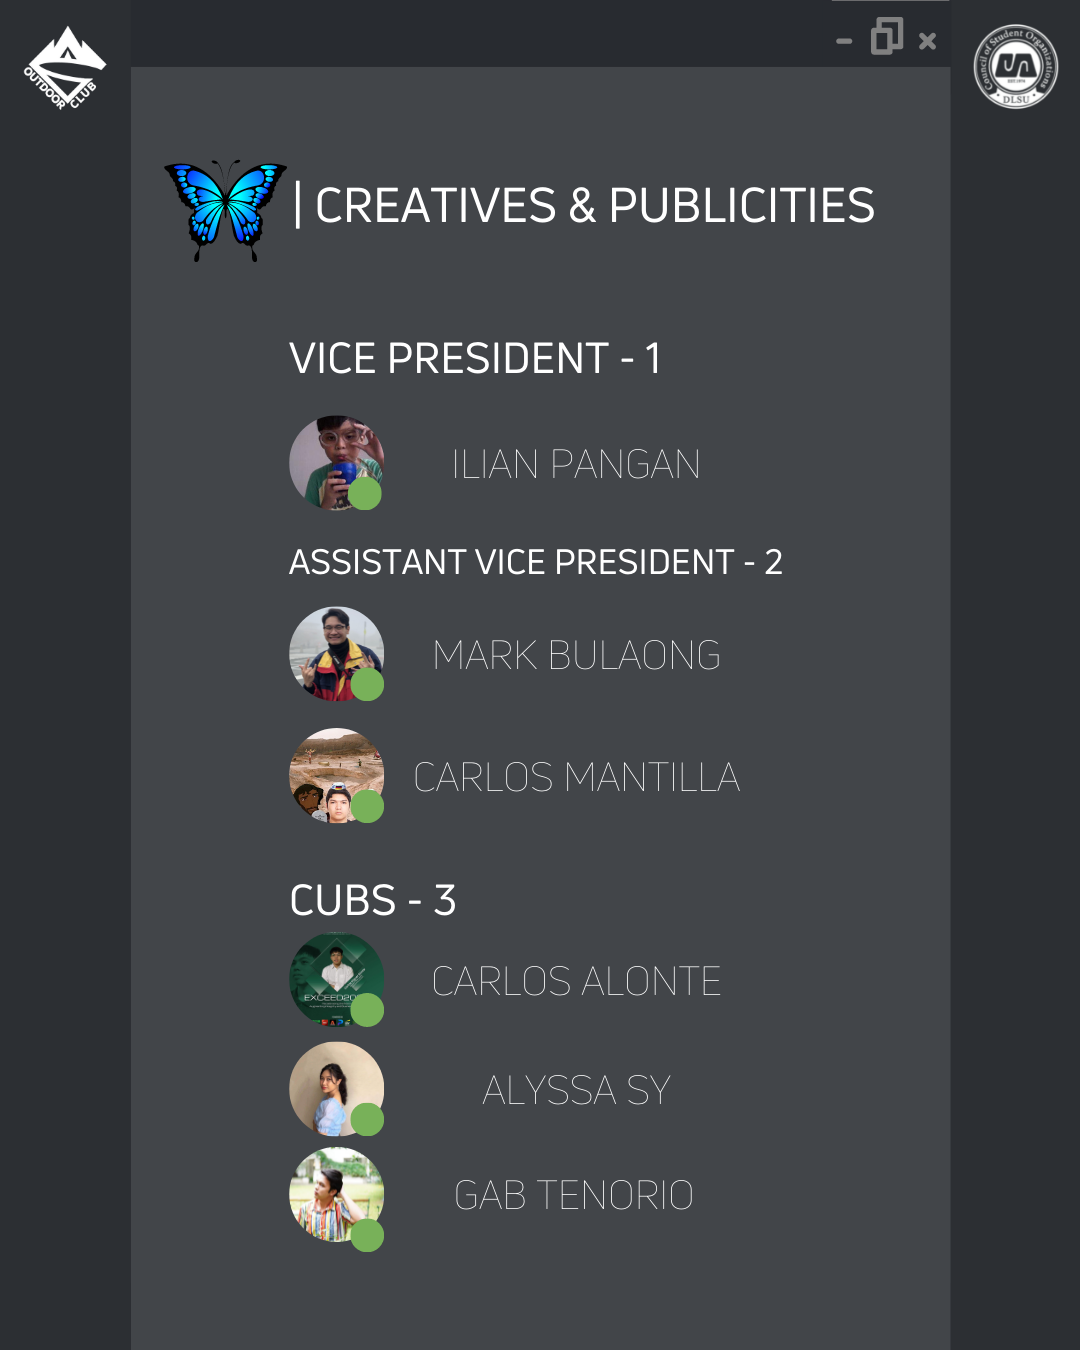 OUTDOOR CLUB
Council of Student Organizations
DLSU
| CREATIVES & PUBLICITIES
VICE PRESIDENT - 1
ILIAN PANGAN
ASSISTANT VICE PRESIDENT - 2
MARK BULAONG
CARLOS MANTILLA
CUBS - 3
CARLOS ALONTE
ALYSSA SY
GAB TENORIO